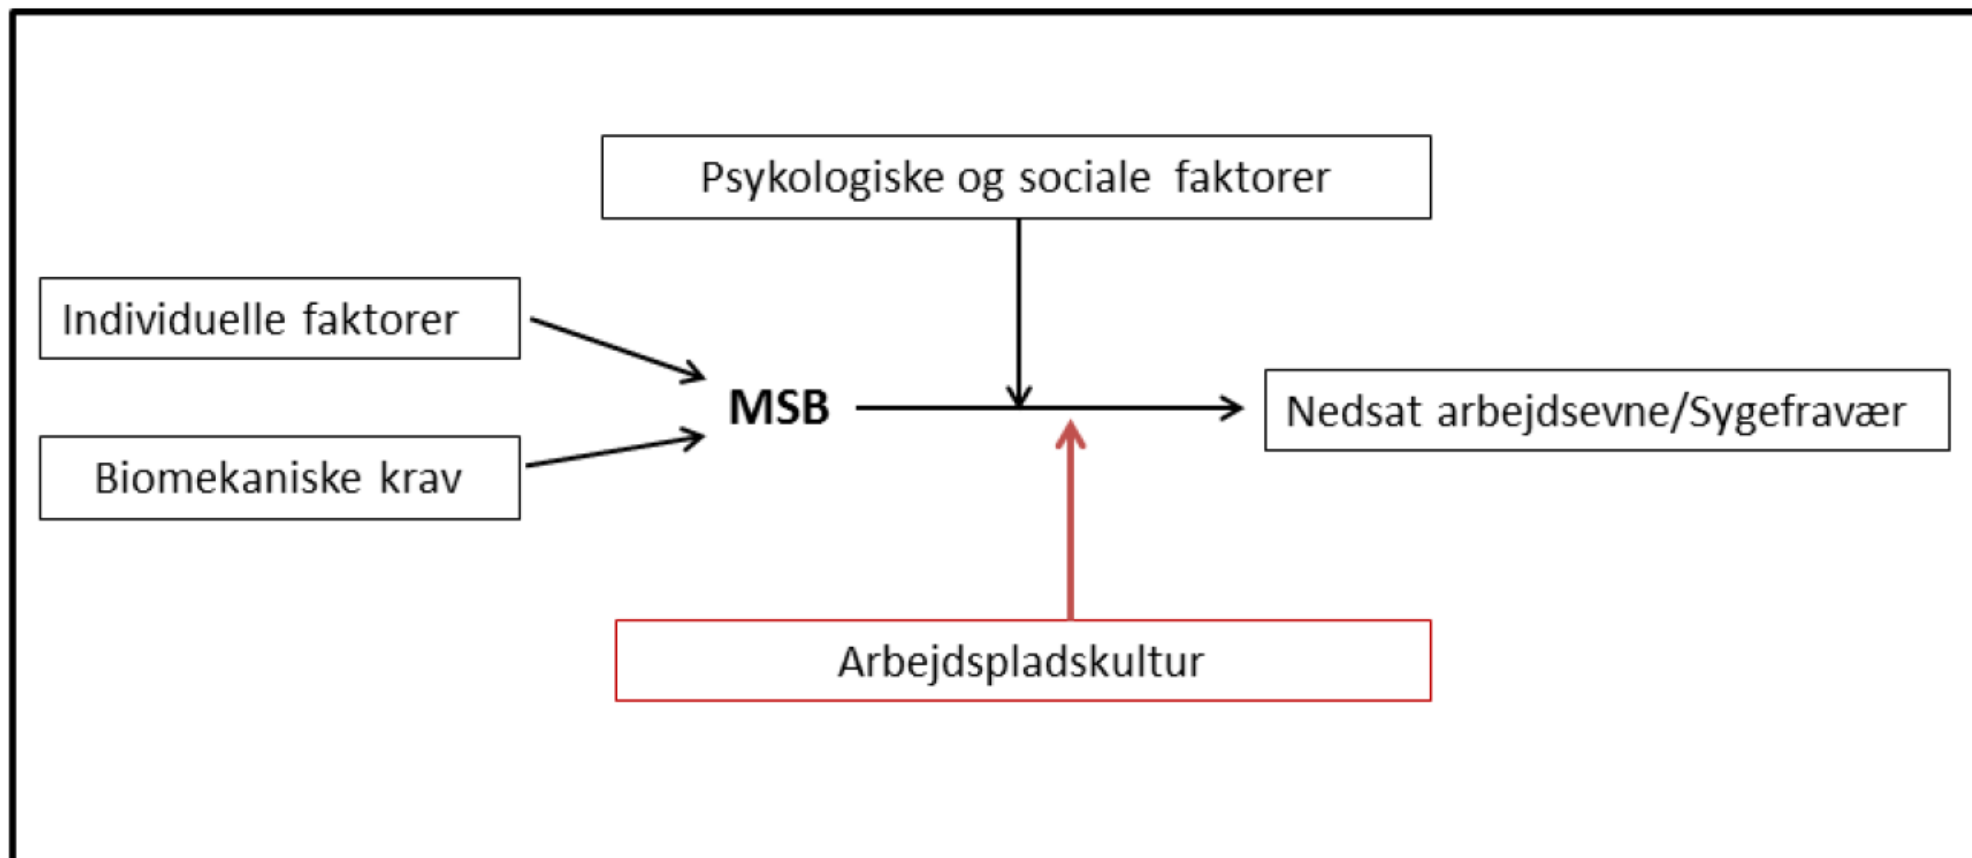 Psykologiske og sociale faktorer
Individuelle faktorer
MSB
Nedsat arbejdsevne/Sygefravær
Biomekaniske krav
Arbejdspladskultur